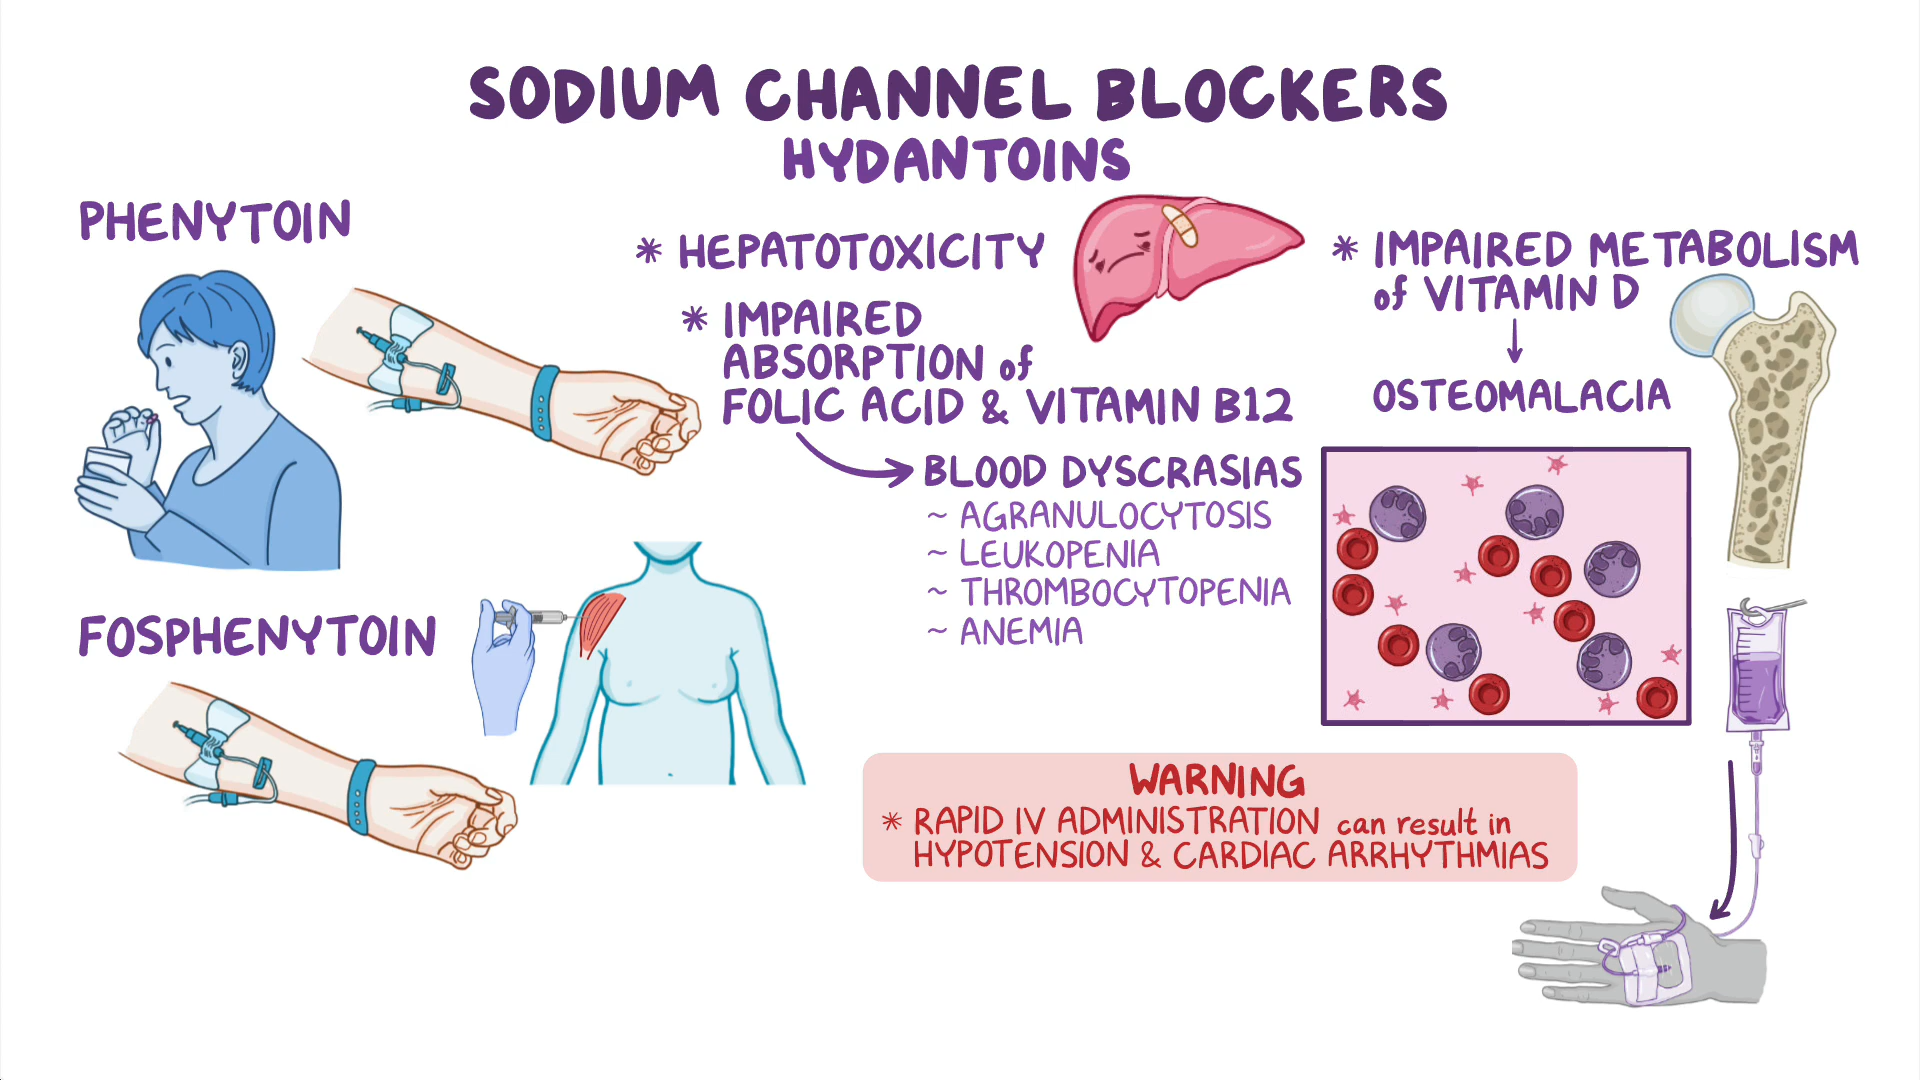 SODIUM CHANNEL BLOCKERS
HYDANTOINS
PHENYTOIN
FOSPHENYTOIN
* HEPATOTOXICITY
* IMPAIRED
ABSORPTION of
FOLIC ACID & VITAMIN B12
BLOOD DYSCRASIAS
~ AGRANULOCYTOSIS
~ LEUKOPENIA
~ THROMBOCYTOPENIA
~ ANEMIA
* IMPAIRED METABOLISM
of VITAMIN D
↓
OSTEOMALACIA
WARNING
* RAPID IV ADMINISTRATION can result in
HYPOTENSION & CARDIAC ARRHYTHMIAS